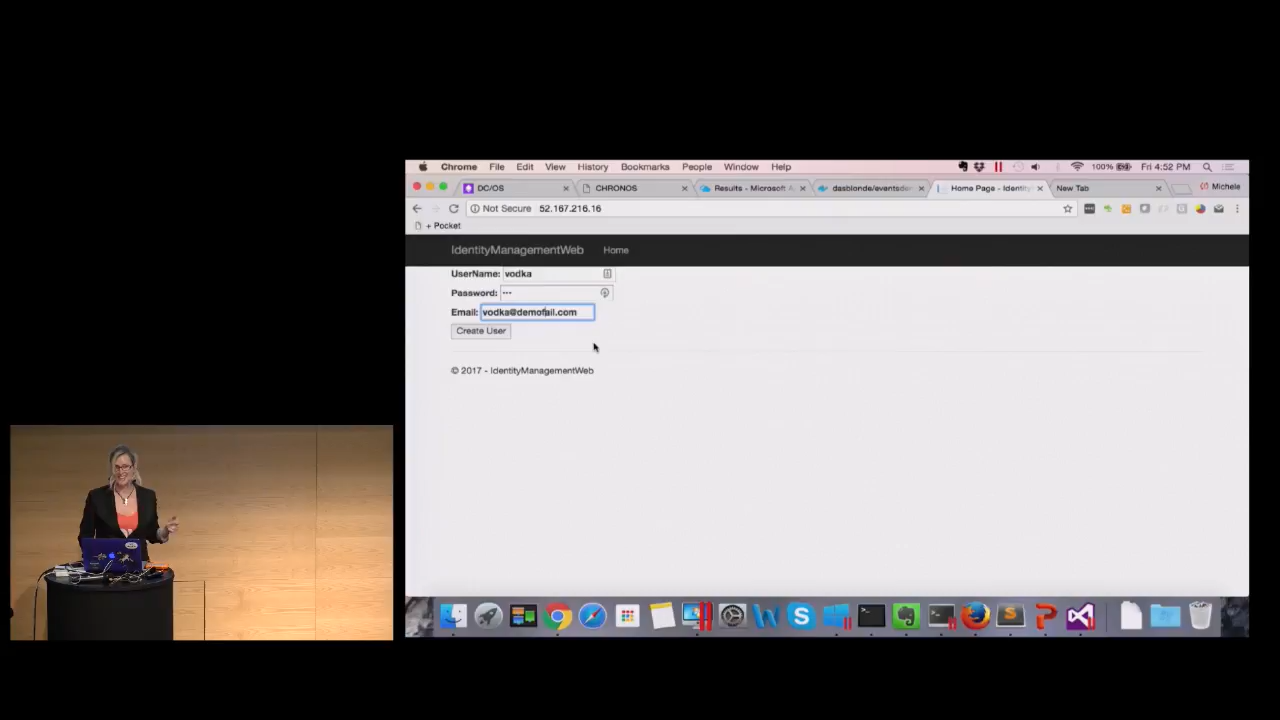 Chrome File Edit View History Bookmarks People Window Help 100% Fri 4:52 PM
DC/OS CHRONOS Results - Microsoft A dasblonde/eventsde Home Page - Identity New Tab Michele
Not Secure 52.167.216.16
+ Pocket
IdentityManagementWeb Home
UserName: vodka
Password: ···
Email: vodka@demofail.com
Create User
© 2017 - IdentityManagementWeb